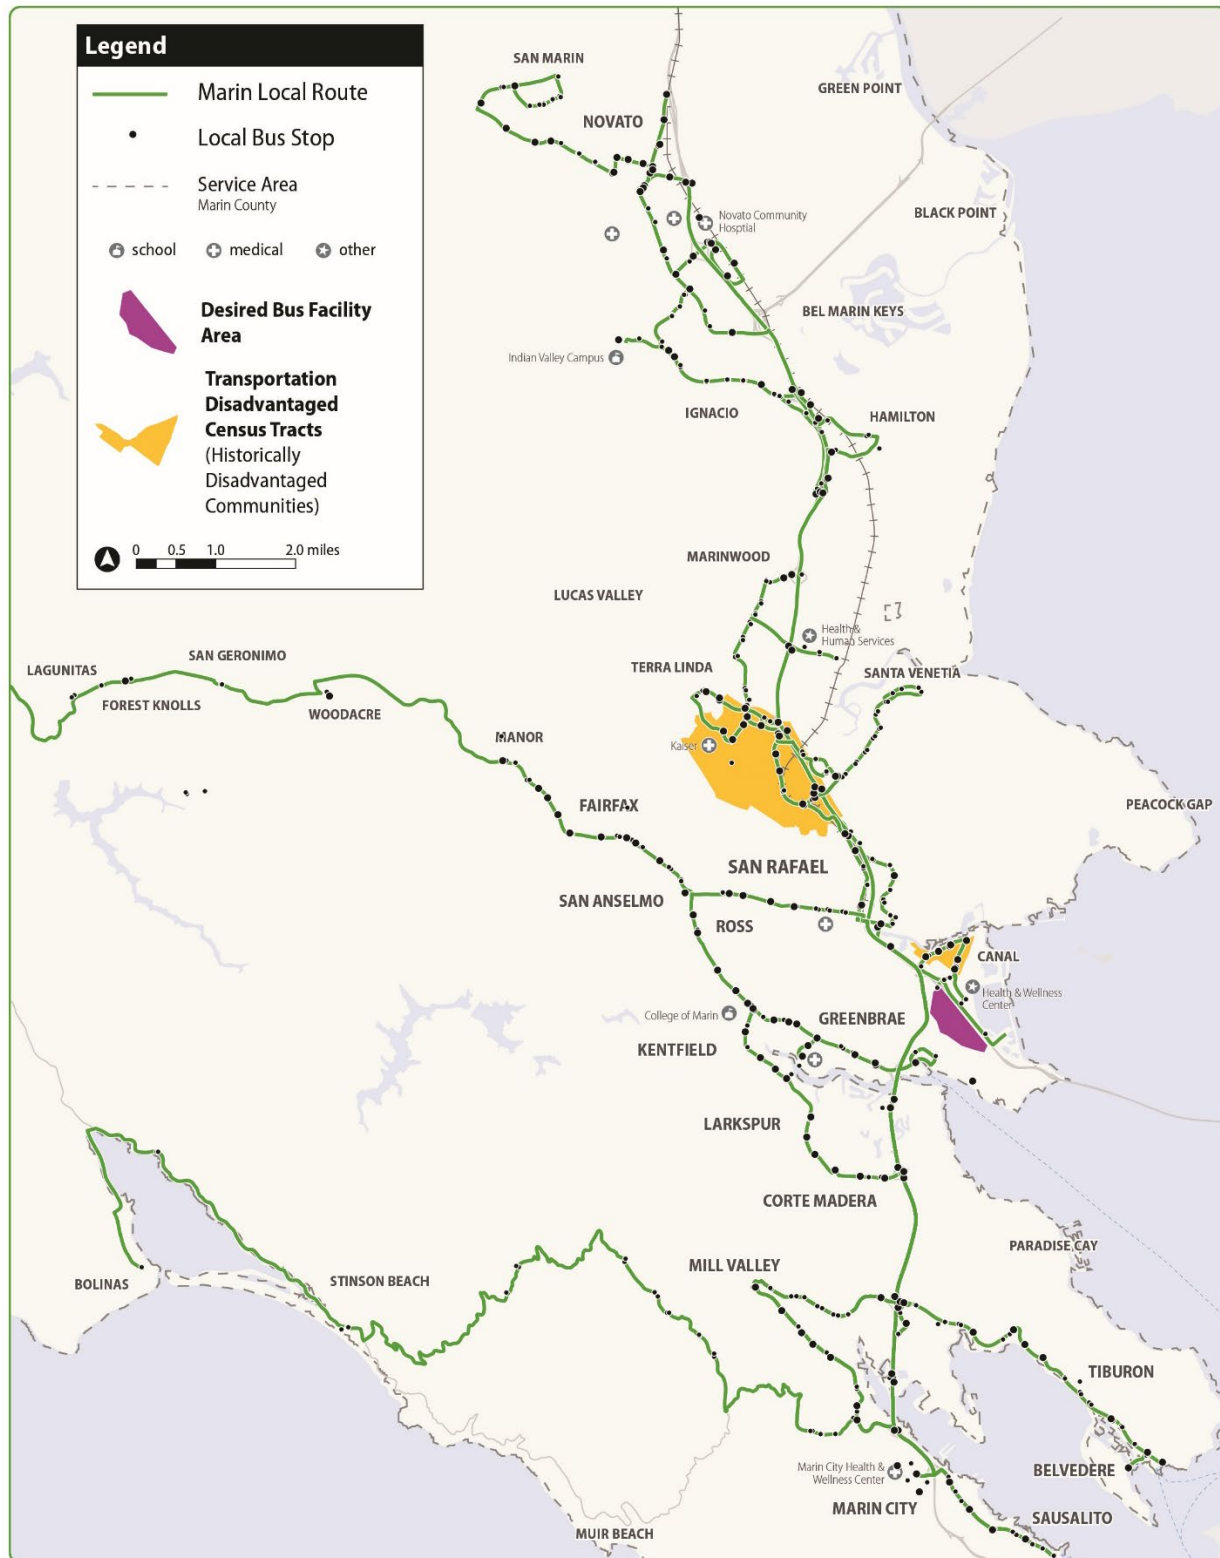 Legend
Marin Local Route
Local Bus Stop
Service Area
Marin County
school
medical
other
Desired Bus Facility
Area
Transportation
Disadvantaged
Census Tracts
(Historically
Disadvantaged
Communities)
0 0.5 1.0 2.0 miles
SAN MARIN
GREEN POINT
NOVATO
BLACK POINT
Novato Community
Hosptial
BEL MARIN KEYS
Indian Valley Campus
IGNACIO
HAMILTON
MARINWOOD
LUCAS VALLEY
Health &
Human Services
SAN GERONIMO
LAGUNITAS
TERRA LINDA
SANTA VENETIA
FOREST KNOLLS
WOODACRE
MANOR
Kaiser
FAIRFAX
PEACOCK GAP
SAN RAFAEL
SAN ANSELMO
ROSS
CANAL
Health & Wellness
Center
College of Marin
GREENBRAE
KENTFIELD
LARKSPUR
CORTE MADERA
PARADISE CAY
MILL VALLEY
BOLINAS
STINSON BEACH
TIBURON
Marin City Health &
Wellness Center
BELVEDERE
MARIN CITY
SAUSALITO
MUIR BEACH